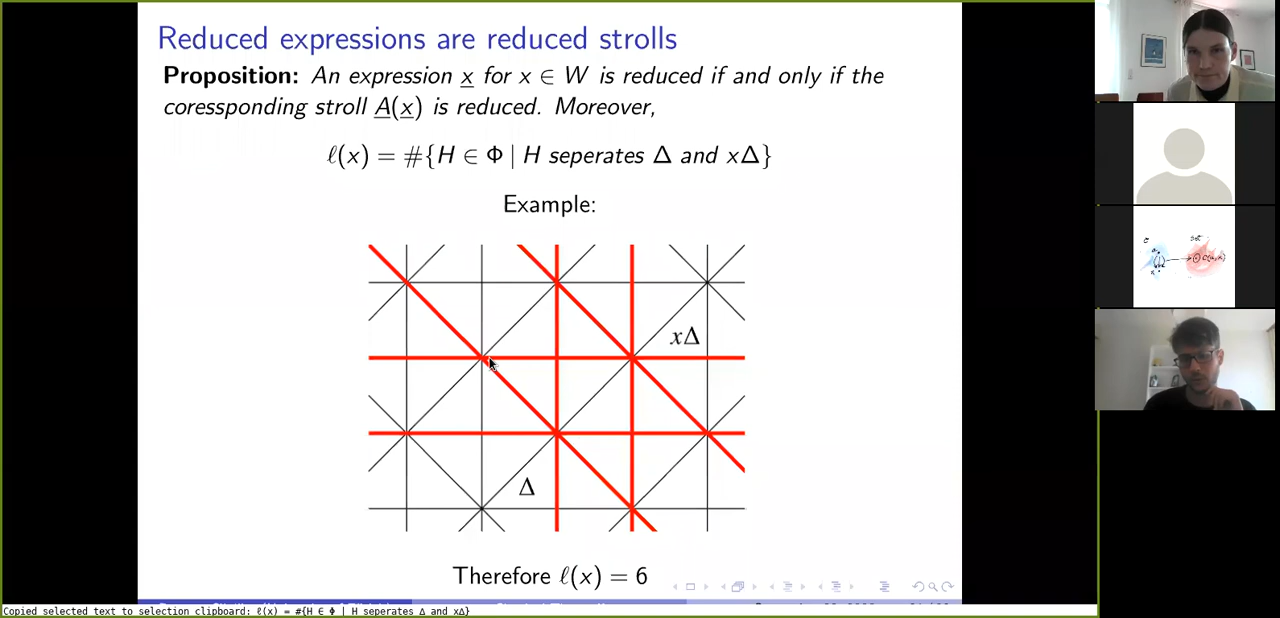 Reduced expressions are reduced strolls
Proposition: An expression x for x ∈ W is reduced if and only if the
coressponding stroll A(x) is reduced. Moreover,
ℓ(x) = #{H ∈ Φ | H seperates Δ and xΔ}
Example:
xΔ
Δ
Therefore ℓ(x) = 6
Copied selected text to selection clipboard: ℓ(x) = #{H ∈ Φ | H seperates Δ and xΔ}